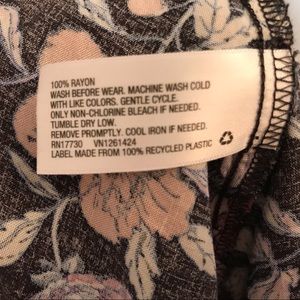 100% RAYON
WASH BEFORE WEAR. MACHINE WASH COLD
WITH LIKE COLORS. GENTLE CYCLE.
ONLY NON-CHLORINE BLEACH IF NEEDED.
TUMBLE DRY LOW.
REMOVE PROMPTLY. COOL IRON IF NEEDED.
RN17730 VN1261424
LABEL MADE FROM 100% RECYCLED PLASTIC